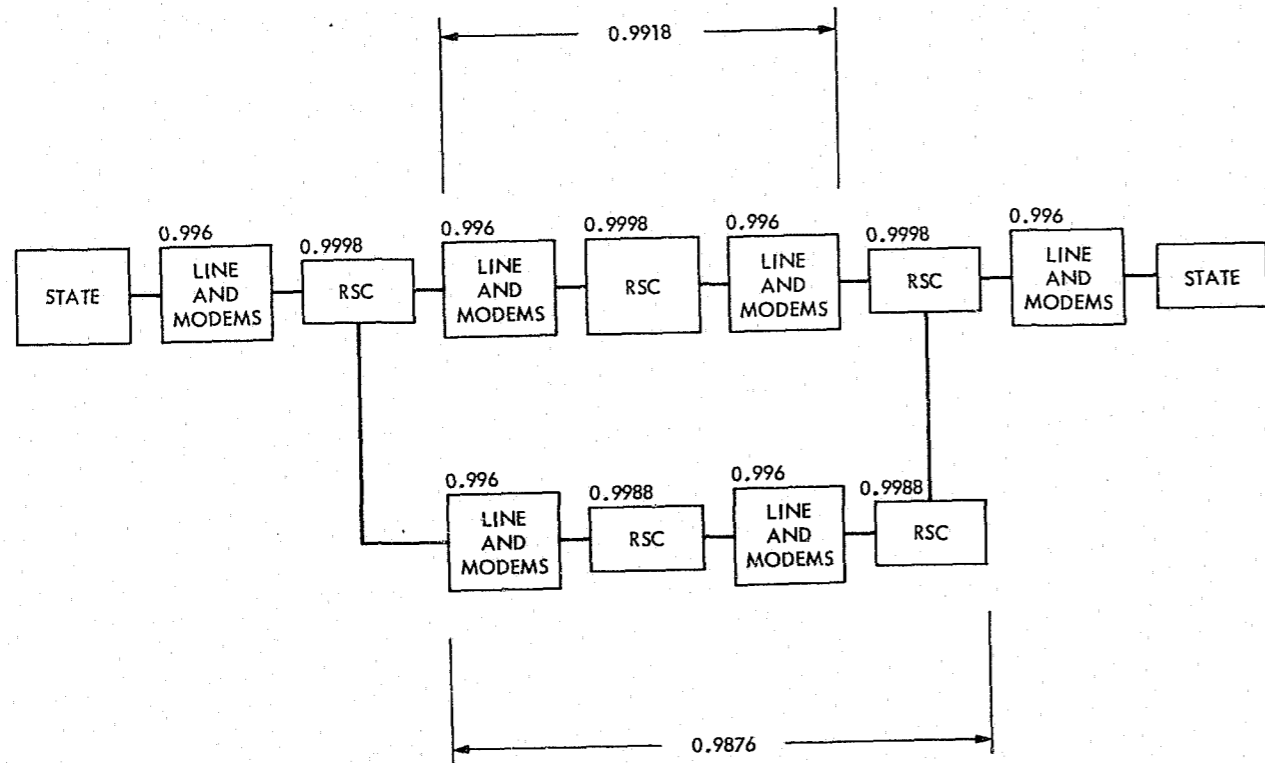 0.9918
0.996
0.9998
0.996
0.9998
0.996
0.9998
0.996
STATE
LINE
AND
MODEMS
RSC
LINE
AND
MODEMS
RSC
LINE
AND
MODEMS
RSC
LINE
AND
MODEMS
STATE
0.996
0.9988
0.996
0.9988
LINE
AND
MODEMS
RSC
LINE
AND
MODEMS
RSC
0.9876